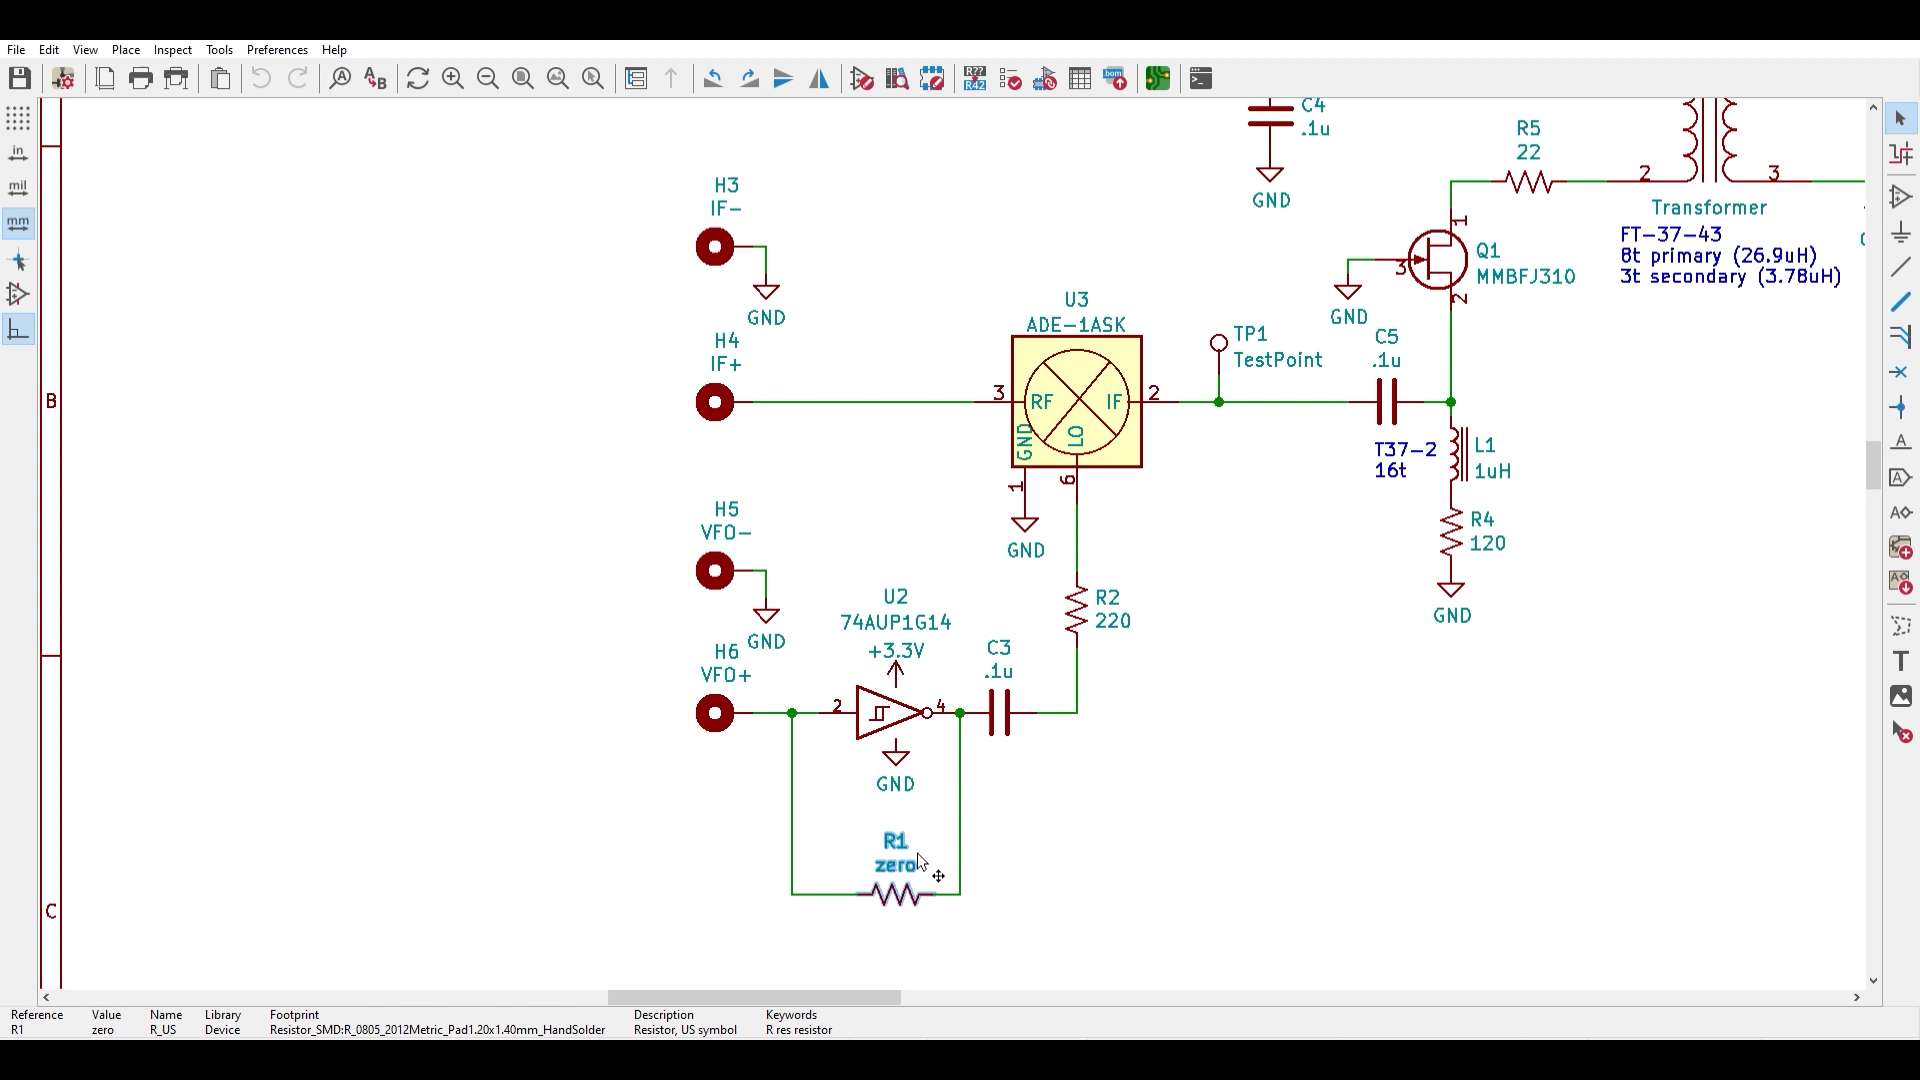 File Edit View Place Inspect Tools Preferences Help
in
mil
mm
B
C
H3
IF-
GND
H4
IF+
H5
VFO-
GND
H6
VFO+
U2
74AUP1G14
+3.3V
2
4
GND
R1
zero
C3
.1u
R2
220
U3
ADE-1ASK
3
RF
IF
2
GND
LO
1
6
GND
TP1
TestPoint
C4
.1u
GND
C5
.1u
T37-2
16t
L1
1uH
R4
120
GND
Q1
MMBFJ310
1
3
2
GND
R5
22
2
3
Transformer
FT-37-43
8t primary (26.9uH)
3t secondary (3.78uH)
Reference Value Name Library Footprint Description Keywords
R1 zero R_US Device Resistor_SMD:R_0805_2012Metric_Pad1.20x1.40mm_HandSolder Resistor, US symbol R res resistor